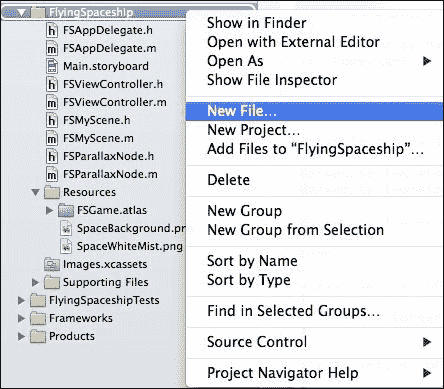 FlyingSpaceship
FSAppDelegate.h
FSAppDelegate.m
Main.storyboard
FSViewController.h
FSViewController.m
FSMyScene.h
FSMyScene.m
FSParallaxNode.h
FSParallaxNode.m
Resources
FSGame.atlas
SpaceBackground.pn
SpaceWhiteMist.png
Images.xcassets
Supporting Files
FlyingSpaceshipTests
Frameworks
Products
Show in Finder
Open with External Editor
Open As
Show File Inspector
New File...
New Project...
Add Files to “FlyingSpaceship”...
Delete
New Group
New Group from Selection
Sort by Name
Sort by Type
Find in Selected Groups...
Source Control
Project Navigator Help